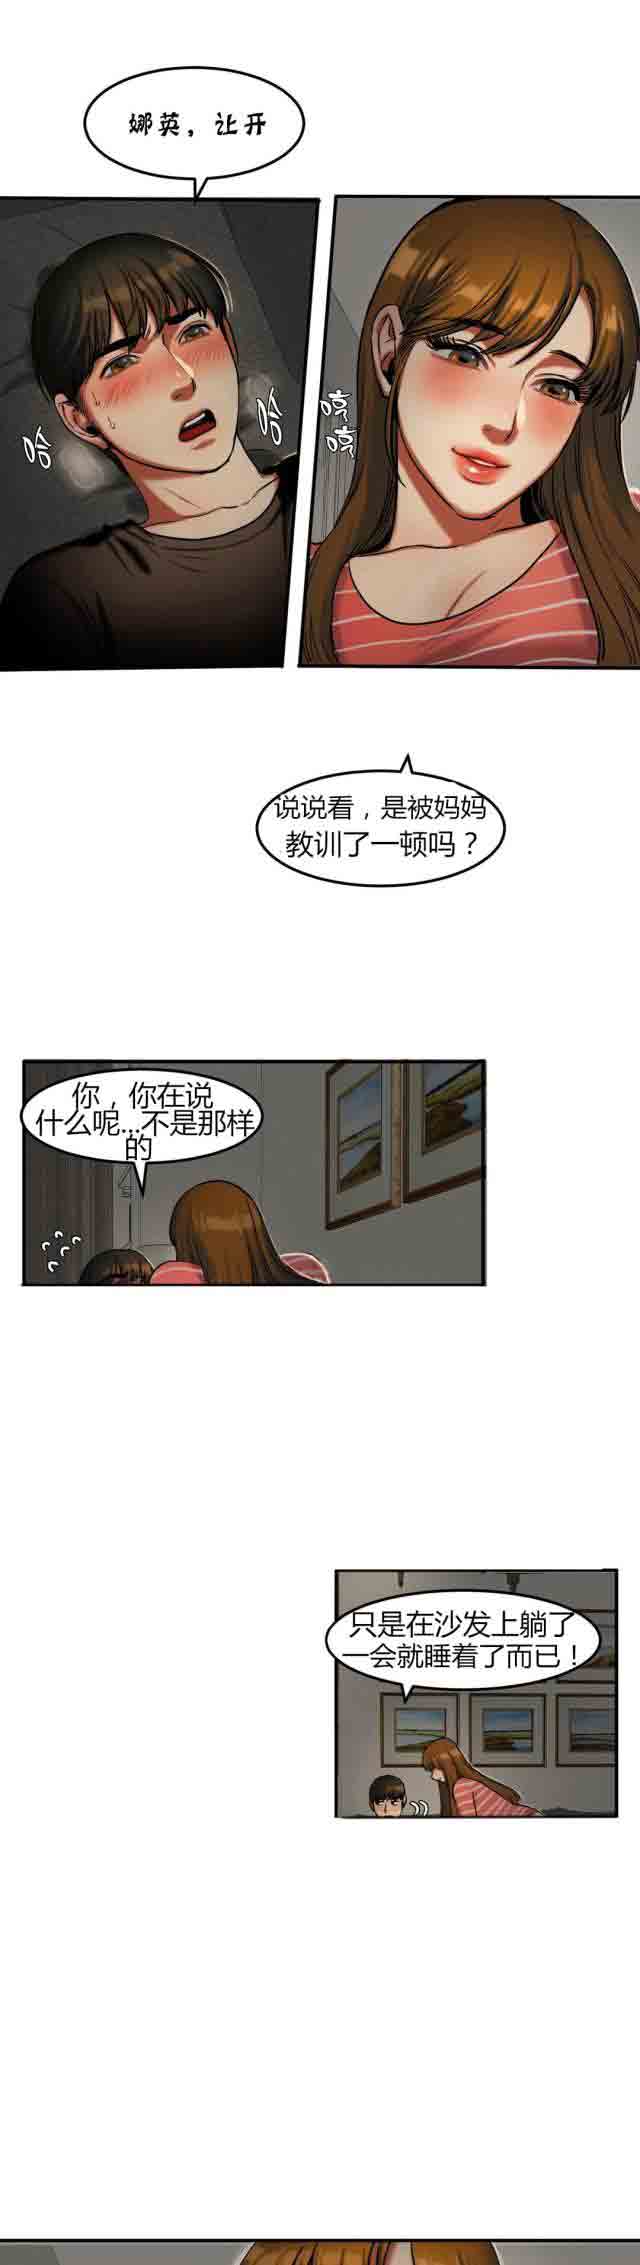 娜英，让开
哈
哈
哼
哼
说说看，是被妈妈
教训了一顿吗？
你，你在说
什么呢...不是那样
的
只是在沙发上躺了
一会就睡着了而已！